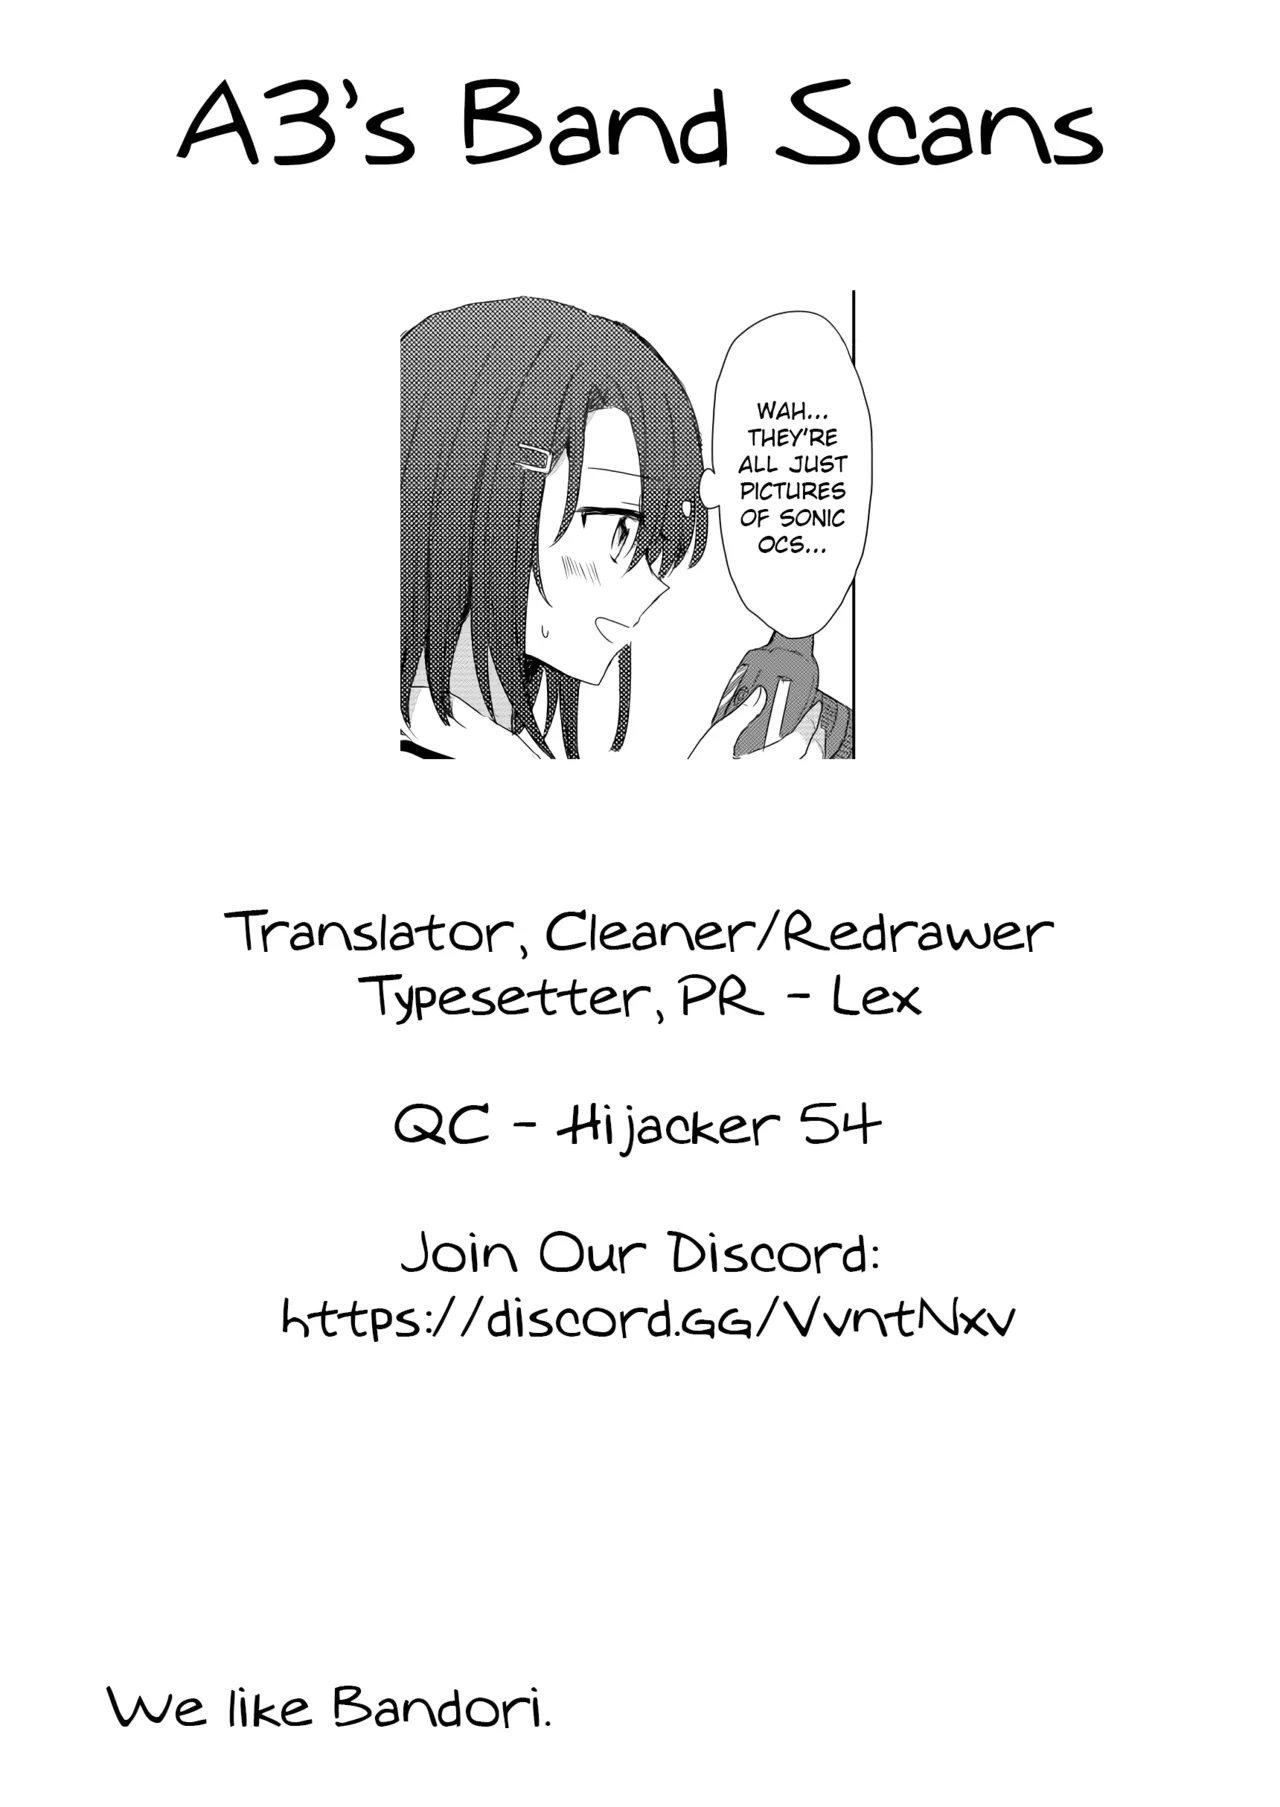 A3's Band Scans
WAH...
THEY'RE
ALL JUST
PICTURES
OF SONIC
OCS...
Translator, Cleaner/Redrawer
Typesetter, PR - Lex
QC - Hijacker 54
Join Our Discord:
https://discord.gg/VvntNxv
We like Bandori.